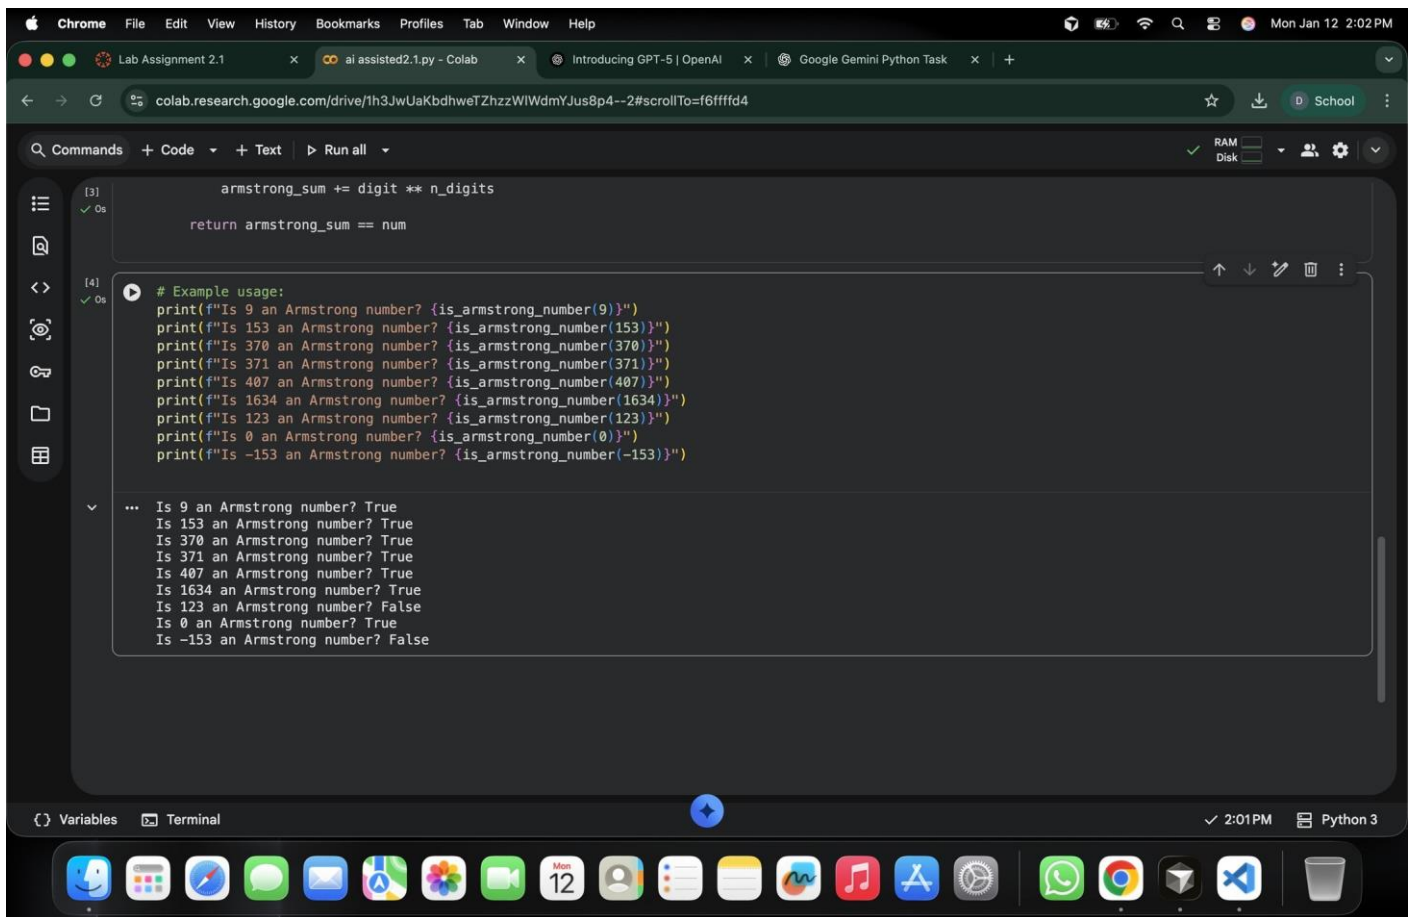 Chrome File Edit View History Bookmarks Profiles Tab Window Help Mon Jan 12 2:02 PM
Lab Assignment 2.1 × ai assisted2.1.py - Colab × Introducing GPT-5 | OpenAI × Google Gemini Python Task × +
colab.research.google.com/drive/1h3JwUaKbdhweTZhzzWlWdmYJus8p4--2#scrollTo=f6ffffd4 D School
Commands + Code + Text Run all RAM
Disk
[3] armstrong_sum += digit ** n_digits
0s
return armstrong_sum == num
[4] # Example usage:
0s
print(f"Is 9 an Armstrong number? {is_armstrong_number(9)}")
print(f"Is 153 an Armstrong number? {is_armstrong_number(153)}")
print(f"Is 370 an Armstrong number? {is_armstrong_number(370)}")
print(f"Is 371 an Armstrong number? {is_armstrong_number(371)}")
print(f"Is 407 an Armstrong number? {is_armstrong_number(407)}")
print(f"Is 1634 an Armstrong number? {is_armstrong_number(1634)}")
print(f"Is 123 an Armstrong number? {is_armstrong_number(123)}")
print(f"Is 0 an Armstrong number? {is_armstrong_number(0)}")
print(f"Is -153 an Armstrong number? {is_armstrong_number(-153)}")
Is 9 an Armstrong number? True
Is 153 an Armstrong number? True
Is 370 an Armstrong number? True
Is 371 an Armstrong number? True
Is 407 an Armstrong number? True
Is 1634 an Armstrong number? True
Is 123 an Armstrong number? False
Is 0 an Armstrong number? True
Is -153 an Armstrong number? False
{} Variables Terminal 2:01 PM Python 3
Mon
12